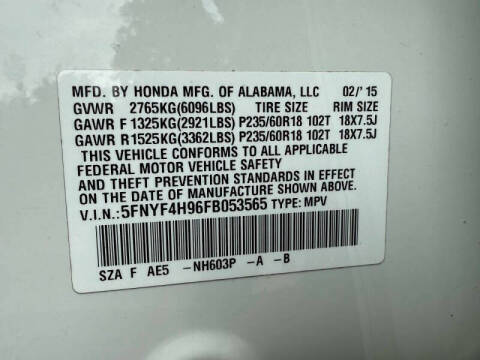 MFD. BY HONDA MFG. OF ALABAMA, LLC 02/'15
GVWR 2765KG(6096LBS) TIRE SIZE RIM SIZE
GAWR F 1325KG(2921LBS) P235/60R18 102T 18X7.5J
GAWR R 1525KG(3362LBS) P235/60R18 102T 18X7.5J
THIS VEHICLE CONFORMS TO ALL APPLICABLE
FEDERAL MOTOR VEHICLE SAFETY
AND THEFT PREVENTION STANDARDS IN EFFECT
ON THE DATE OF MANUFACTURE SHOWN ABOVE.
V.I.N.: 5FNYF4H96FB053565 TYPE: MPV
SZA F AE5 -NH603P -A -B